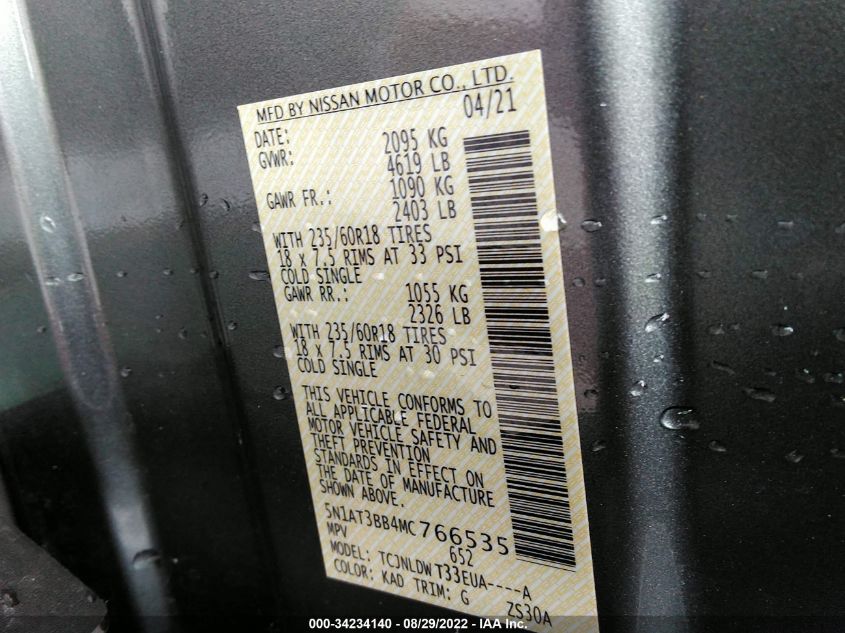 MFD BY NISSAN MOTOR CO., LTD.
DATE: 04/21
GVWR: 2095 KG
4619 LB
GAWR FR.: 1090 KG
2403 LB
WITH 235/60R18 TIRES
18 x 7.5 RIMS AT 33 PSI
COLD SINGLE
GAWR RR.: 1055 KG
2326 LB
WITH 235/60R18 TIRES
18 x 7.5 RIMS AT 30 PSI
COLD SINGLE
THIS VEHICLE CONFORMS TO
ALL APPLICABLE FEDERAL
MOTOR VEHICLE SAFETY AND
THEFT PREVENTION
STANDARDS IN EFFECT ON
THE DATE OF MANUFACTURE
SHOWN ABOVE.
5N1AT3BB4MC766535
MPV 652
MODEL: TCJNLDWT33EUA----A
COLOR: KAD TRIM: G ZS30A
000-34234140 - 08/29/2022 - IAA Inc.